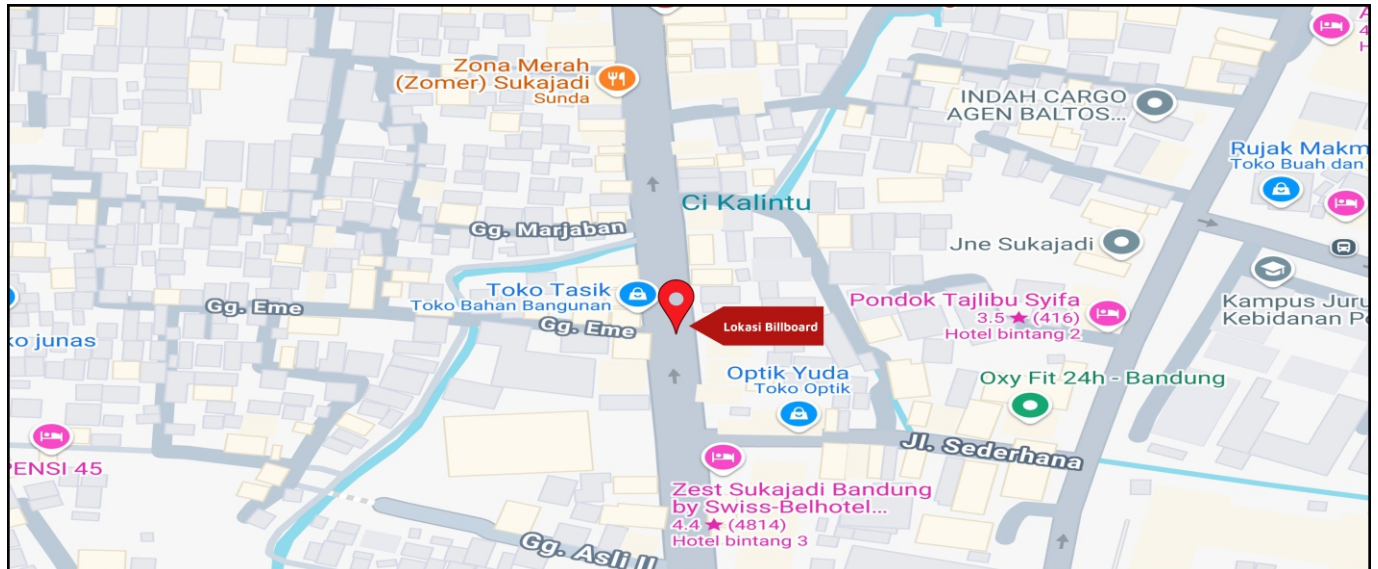 Zona Merah
(Zomer) Sukajadi
Sunda
INDAH CARGO
AGEN BALTOS...
Rujak Makm
Toko Buah dan
Ci Kalintu
Gg. Marjaban
Jne Sukajadi
Toko Tasik
Toko Bahan Bangunan
Gg. Eme
Gg. Eme
Lokasi Billboard
Pondok Tajlibu Syifa
3.5 ★ (416)
Hotel bintang 2
Kampus Juru
Kebidanan Po
ko junas
Optik Yuda
Toko Optik
Oxy Fit 24h - Bandung
Jl. Sederhana
PENSI 45
Zest Sukajadi Bandung
by Swiss-Belhotel...
4.4 ★ (4814)
Hotel bintang 3
Gg. Asli II